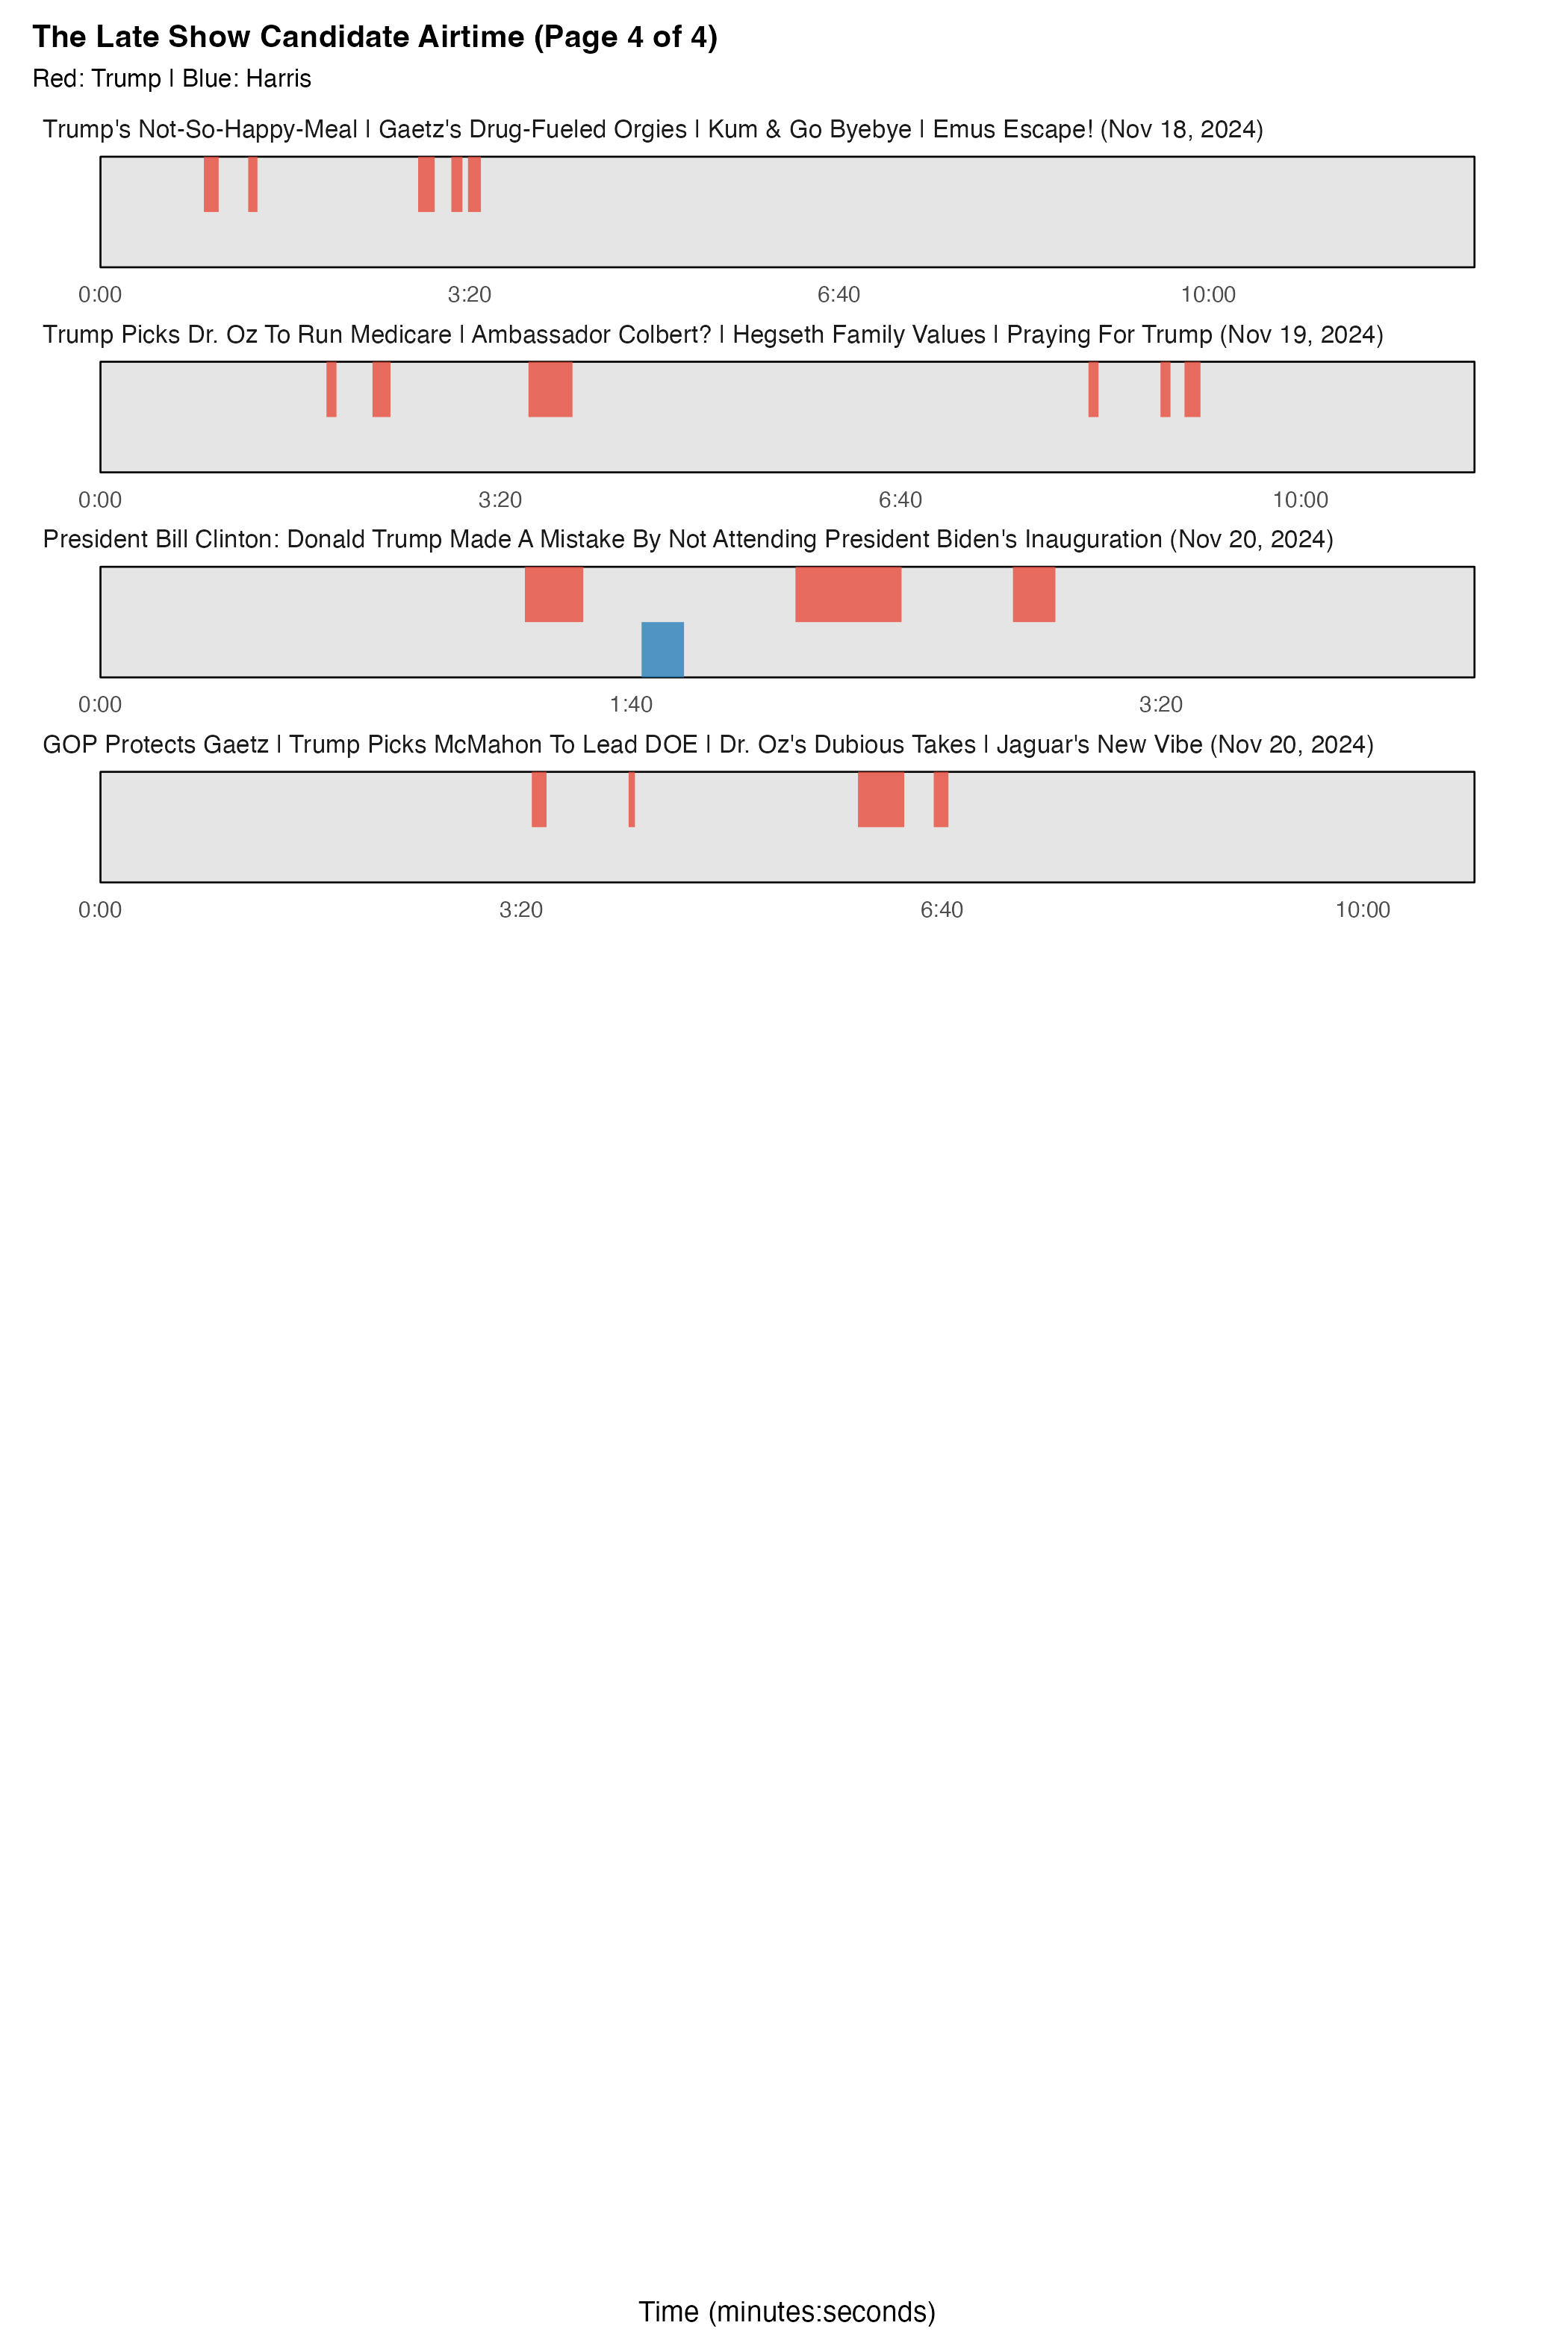 The Late Show Candidate Airtime (Page 4 of 4)
Red: Trump | Blue: Harris
Trump's Not-So-Happy-Meal | Gaetz's Drug-Fueled Orgies | Kum & Go Byebye | Emus Escape! (Nov 18, 2024)
0:00 3:20 6:40 10:00
Trump Picks Dr. Oz To Run Medicare | Ambassador Colbert? | Hegseth Family Values | Praying For Trump (Nov 19, 2024)
0:00 3:20 6:40 10:00
President Bill Clinton: Donald Trump Made A Mistake By Not Attending President Biden's Inauguration (Nov 20, 2024)
0:00 1:40 3:20
GOP Protects Gaetz | Trump Picks McMahon To Lead DOE | Dr. Oz's Dubious Takes | Jaguar's New Vibe (Nov 20, 2024)
0:00 3:20 6:40 10:00
Time (minutes:seconds)